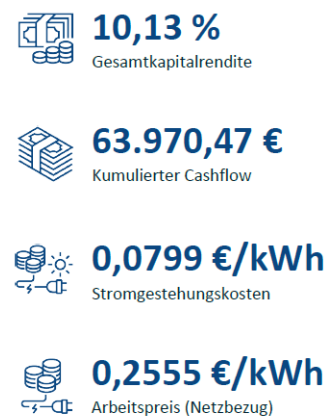 10,13 %
Gesamtkapitalrendite
63.970,47 €
Kumulierter Cashflow
0,0799 €/kWh
Stromgestehungskosten
0,2555 €/kWh
Arbeitspreis (Netzbezug)